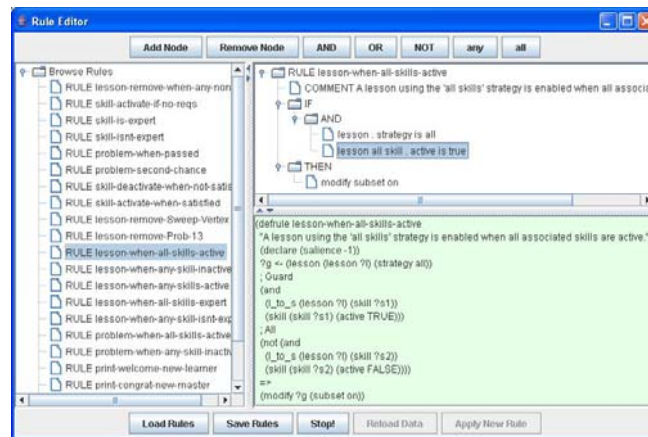 Rule Editor
Add Node Remove Node AND OR NOT any all
Browse Rules
RULE lesson-remove-when-any-non
RULE skill-activate-if-no-reqs
RULE skill-is-expert
RULE skill-isnt-expert
RULE problem-when-passed
RULE problem-second-chance
RULE skill-deactivate-when-not-satis
RULE skill-activate-when-satisfied
RULE lesson-remove-Sweep-Vertex
RULE lesson-remove-Prob-13
RULE lesson-when-all-skills-active
RULE lesson-when-any-skill-inactive
RULE lesson-when-any-skills-active
RULE lesson-when-all-skills-expert
RULE lesson-when-any-skill-isnt-exp
RULE problem-when-all-skills-active
RULE problem-when-any-skill-inactiv
RULE print-welcome-new-learner
RULE print-congrat-new-master
RULE lesson-when-all-skills-active
COMMENT A lesson using the 'all skills' strategy is enabled when all associa
IF
AND
lesson . strategy is all
lesson all skill . active is true
THEN
modify subset on
(defrule lesson-when-all-skills-active
"A lesson using the 'all skills' strategy is enabled when all associated skills are active."
(declare (salience -1))
?g <- (lesson (lesson ?l) (strategy all))
; Guard
(and
(l_to_s (lesson ?l) (skill ?s1))
(skill (skill ?s1) (active TRUE)))
; All
(not (and
(l_to_s (lesson ?l) (skill ?s2))
(skill (skill ?s2) (active FALSE))))
=>
(modify ?g (subset on))
Load Rules Save Rules Stop! Reload Data Apply New Rule